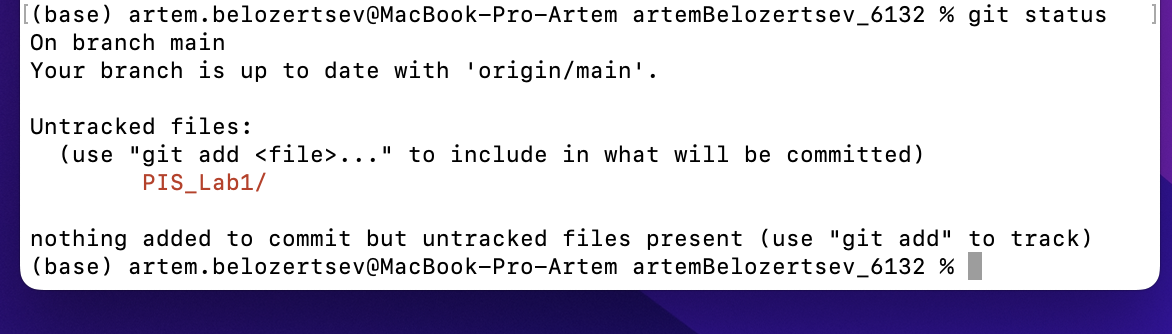 [(base) artem.belozertsev@MacBook-Pro-Artem artemBelozertsev_6132 % git status ]
On branch main
Your branch is up to date with 'origin/main'.
Untracked files:
(use "git add <file>..." to include in what will be committed)
PIS_Lab1/
nothing added to commit but untracked files present (use "git add" to track)
(base) artem.belozertsev@MacBook-Pro-Artem artemBelozertsev_6132 %